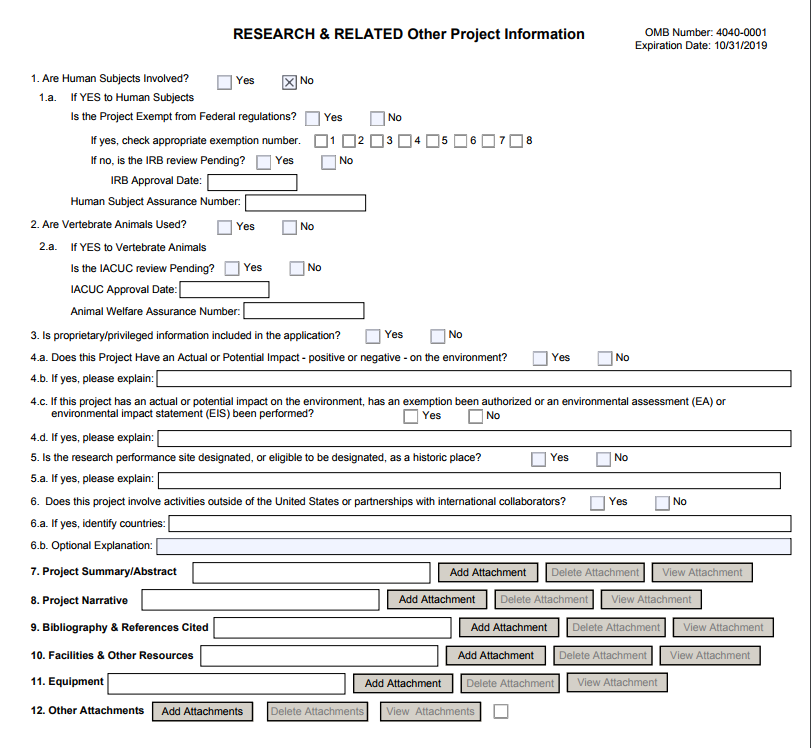 RESEARCH & RELATED Other Project Information
OMB Number: 4040-0001
Expiration Date: 10/31/2019
1. Are Human Subjects Involved? Yes No
1.a. If YES to Human Subjects
Is the Project Exempt from Federal regulations? Yes No
If yes, check appropriate exemption number. 1 2 3 4 5 6 7 8
If no, is the IRB review Pending? Yes No
IRB Approval Date:
Human Subject Assurance Number:
2. Are Vertebrate Animals Used? Yes No
2.a. If YES to Vertebrate Animals
Is the IACUC review Pending? Yes No
IACUC Approval Date:
Animal Welfare Assurance Number:
3. Is proprietary/privileged information included in the application? Yes No
4.a. Does this Project Have an Actual or Potential Impact - positive or negative - on the environment? Yes No
4.b. If yes, please explain:
4.c. If this project has an actual or potential impact on the environment, has an exemption been authorized or an environmental assessment (EA) or
environmental impact statement (EIS) been performed? Yes No
4.d. If yes, please explain:
5. Is the research performance site designated, or eligible to be designated, as a historic place? Yes No
5.a. If yes, please explain:
6. Does this project involve activities outside of the United States or partnerships with international collaborators? Yes No
6.a. If yes, identify countries:
6.b. Optional Explanation:
7. Project Summary/Abstract Add Attachment Delete Attachment View Attachment
8. Project Narrative Add Attachment Delete Attachment View Attachment
9. Bibliography & References Cited Add Attachment Delete Attachment View Attachment
10. Facilities & Other Resources Add Attachment Delete Attachment View Attachment
11. Equipment Add Attachment Delete Attachment View Attachment
12. Other Attachments Add Attachments Delete Attachments View Attachments